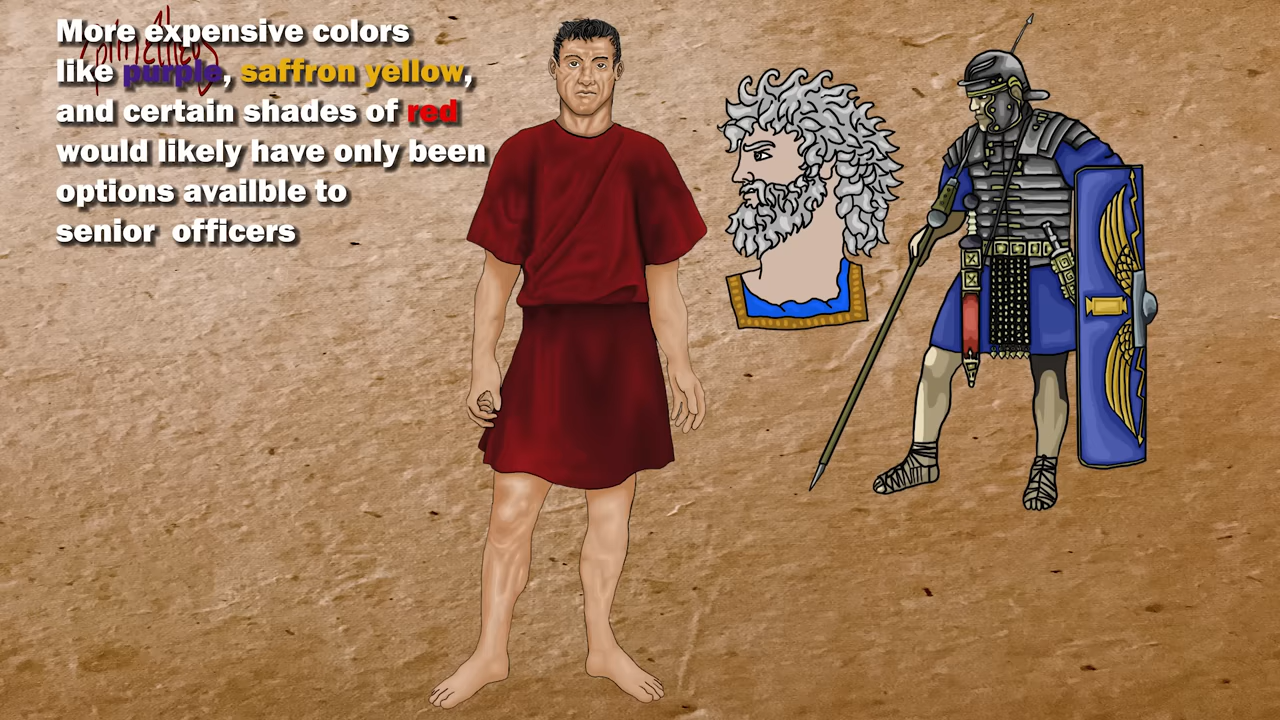 More expensive colors
like purple, saffron yellow,
and certain shades of red
would likely have only been
options availble to
senior officers